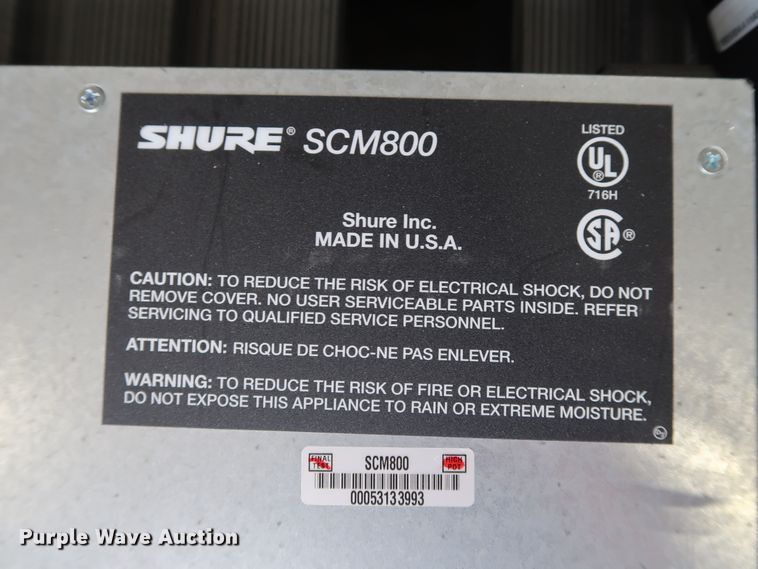 SHURE® SCM800
LISTED
UL®
716H
SA®
Shure Inc.
MADE IN U.S.A.
CAUTION: TO REDUCE THE RISK OF ELECTRICAL SHOCK, DO NOT
REMOVE COVER. NO USER SERVICEABLE PARTS INSIDE. REFER
SERVICING TO QUALIFIED SERVICE PERSONNEL.
ATTENTION: RISQUE DE CHOC-NE PAS ENLEVER.
WARNING: TO REDUCE THE RISK OF FIRE OR ELECTRICAL SHOCK,
DO NOT EXPOSE THIS APPLIANCE TO RAIN OR EXTREME MOISTURE.
FINAL
TEST
SCM800
HIGH
POT
00053133993
Purple Wave Auction